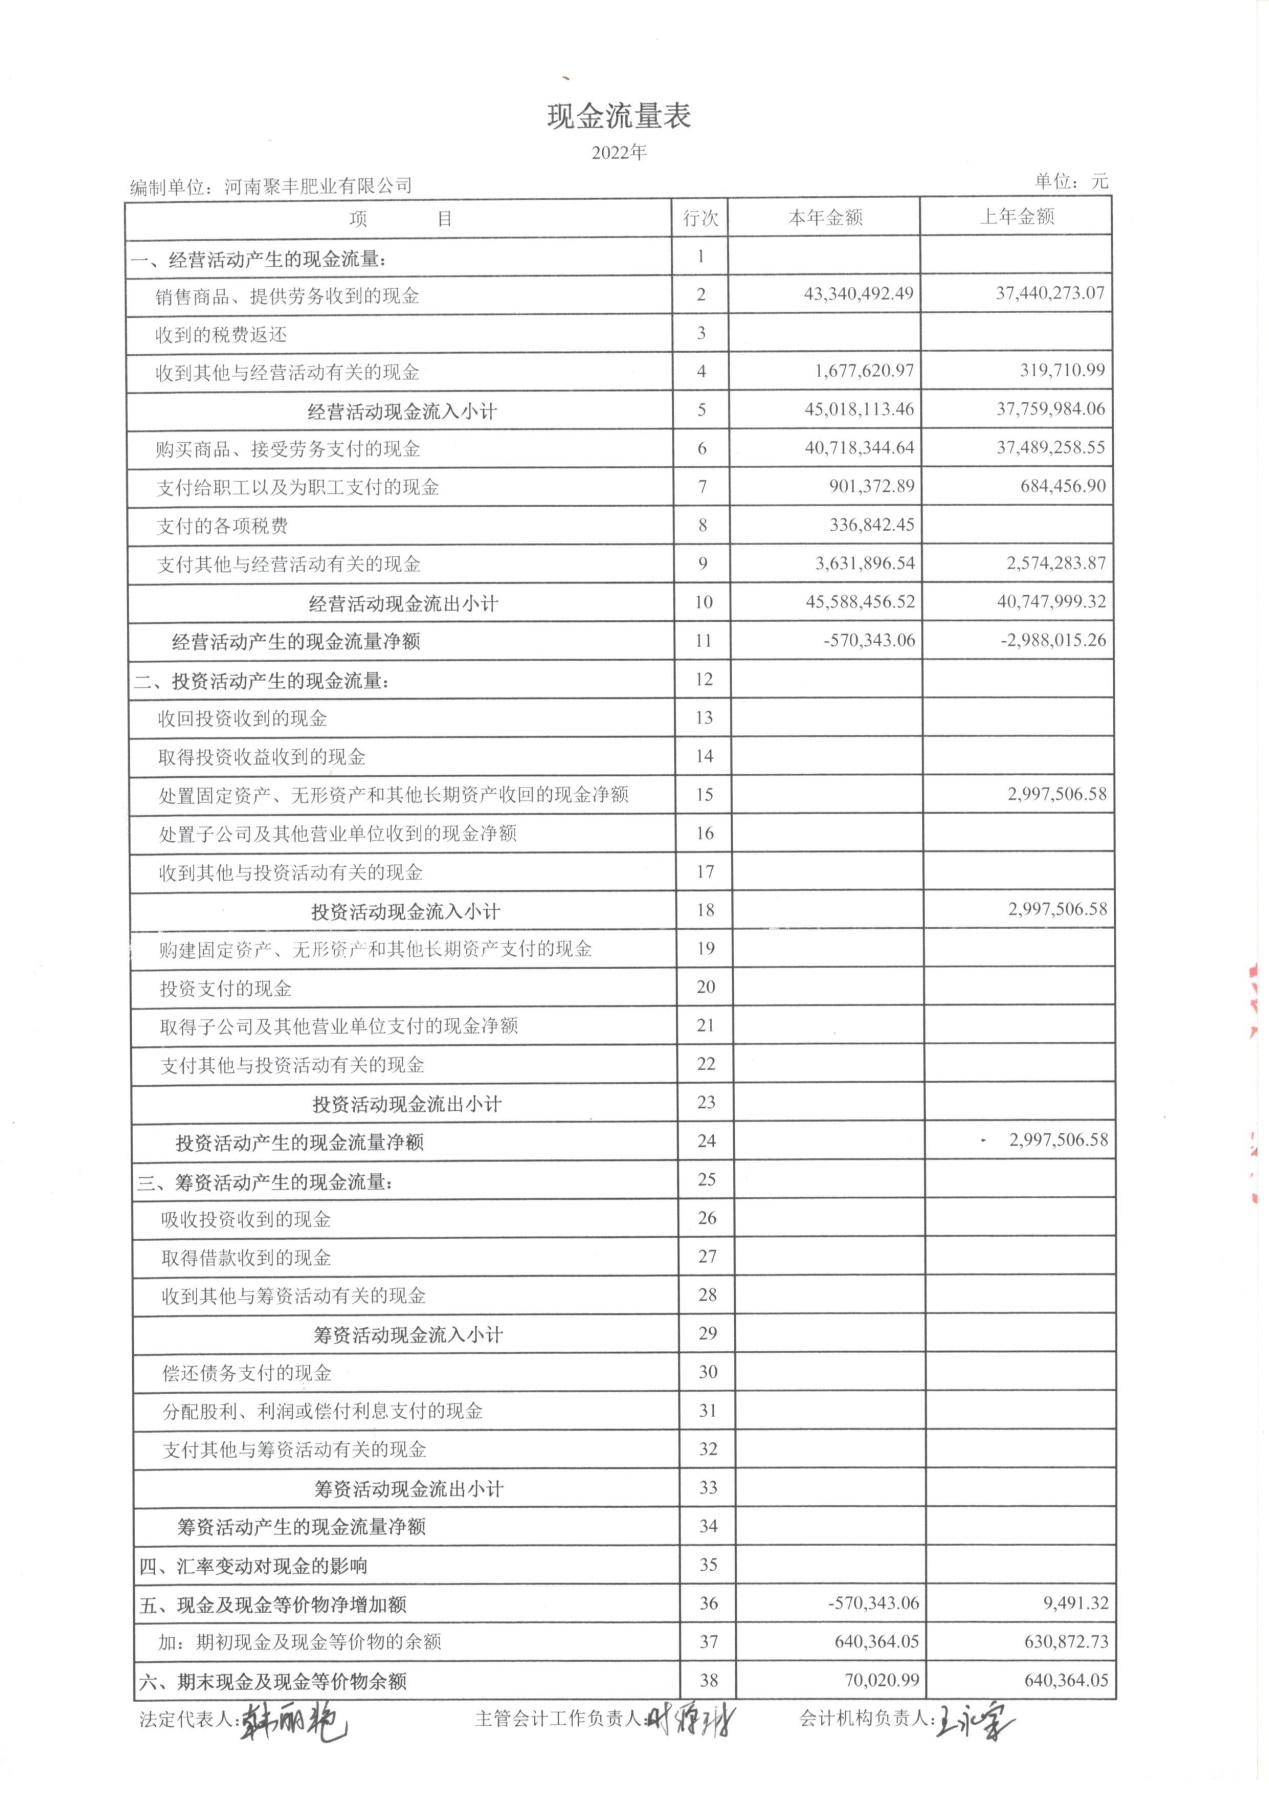 现金流量表
2022年
编制单位：河南聚丰肥业有限公司 单位：元
项 目 行次 本年金额 上年金额
一、经营活动产生的现金流量： 1
销售商品、提供劳务收到的现金 2 43,340,492.49 37,440,273.07
收到的税费返还 3
收到其他与经营活动有关的现金 4 1,677,620.97 319,710.99
经营活动现金流入小计 5 45,018,113.46 37,759,984.06
购买商品、接受劳务支付的现金 6 40,718,344.64 37,489,258.55
支付给职工以及为职工支付的现金 7 901,372.89 684,456.90
支付的各项税费 8 336,842.45
支付其他与经营活动有关的现金 9 3,631,896.54 2,574,283.87
经营活动现金流出小计 10 45,588,456.52 40,747,999.32
经营活动产生的现金流量净额 11 -570,343.06 -2,988,015.26
二、投资活动产生的现金流量： 12
收回投资收到的现金 13
取得投资收益收到的现金 14
处置固定资产、无形资产和其他长期资产收回的现金净额 15 2,997,506.58
处置子公司及其他营业单位收到的现金净额 16
收到其他与投资活动有关的现金 17
投资活动现金流入小计 18 2,997,506.58
购建固定资产、无形资产和其他长期资产支付的现金 19
投资支付的现金 20
取得子公司及其他营业单位支付的现金净额 21
支付其他与投资活动有关的现金 22
投资活动现金流出小计 23
投资活动产生的现金流量净额 24 2,997,506.58
三、筹资活动产生的现金流量： 25
吸收投资收到的现金 26
取得借款收到的现金 27
收到其他与筹资活动有关的现金 28
筹资活动现金流入小计 29
偿还债务支付的现金 30
分配股利、利润或偿付利息支付的现金 31
支付其他与筹资活动有关的现金 32
筹资活动现金流出小计 33
筹资活动产生的现金流量净额 34
四、汇率变动对现金的影响 35
五、现金及现金等价物净增加额 36 -570,343.06 9,491.32
加：期初现金及现金等价物的余额 37 640,364.05 630,872.73
六、期末现金及现金等价物余额 38 70,020.99 640,364.05
法定代表人：韩丽艳 主管会计工作负责人： 会计机构负责人：